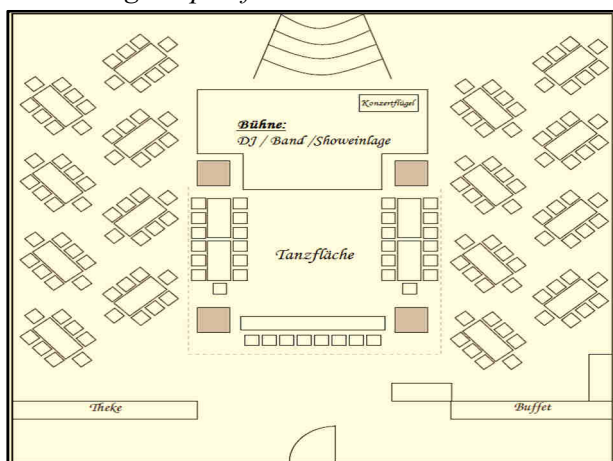 Konzertflügel
Bühne:
DJ / Band /Showeinlage
Tanzfläche
Theke
Buffet